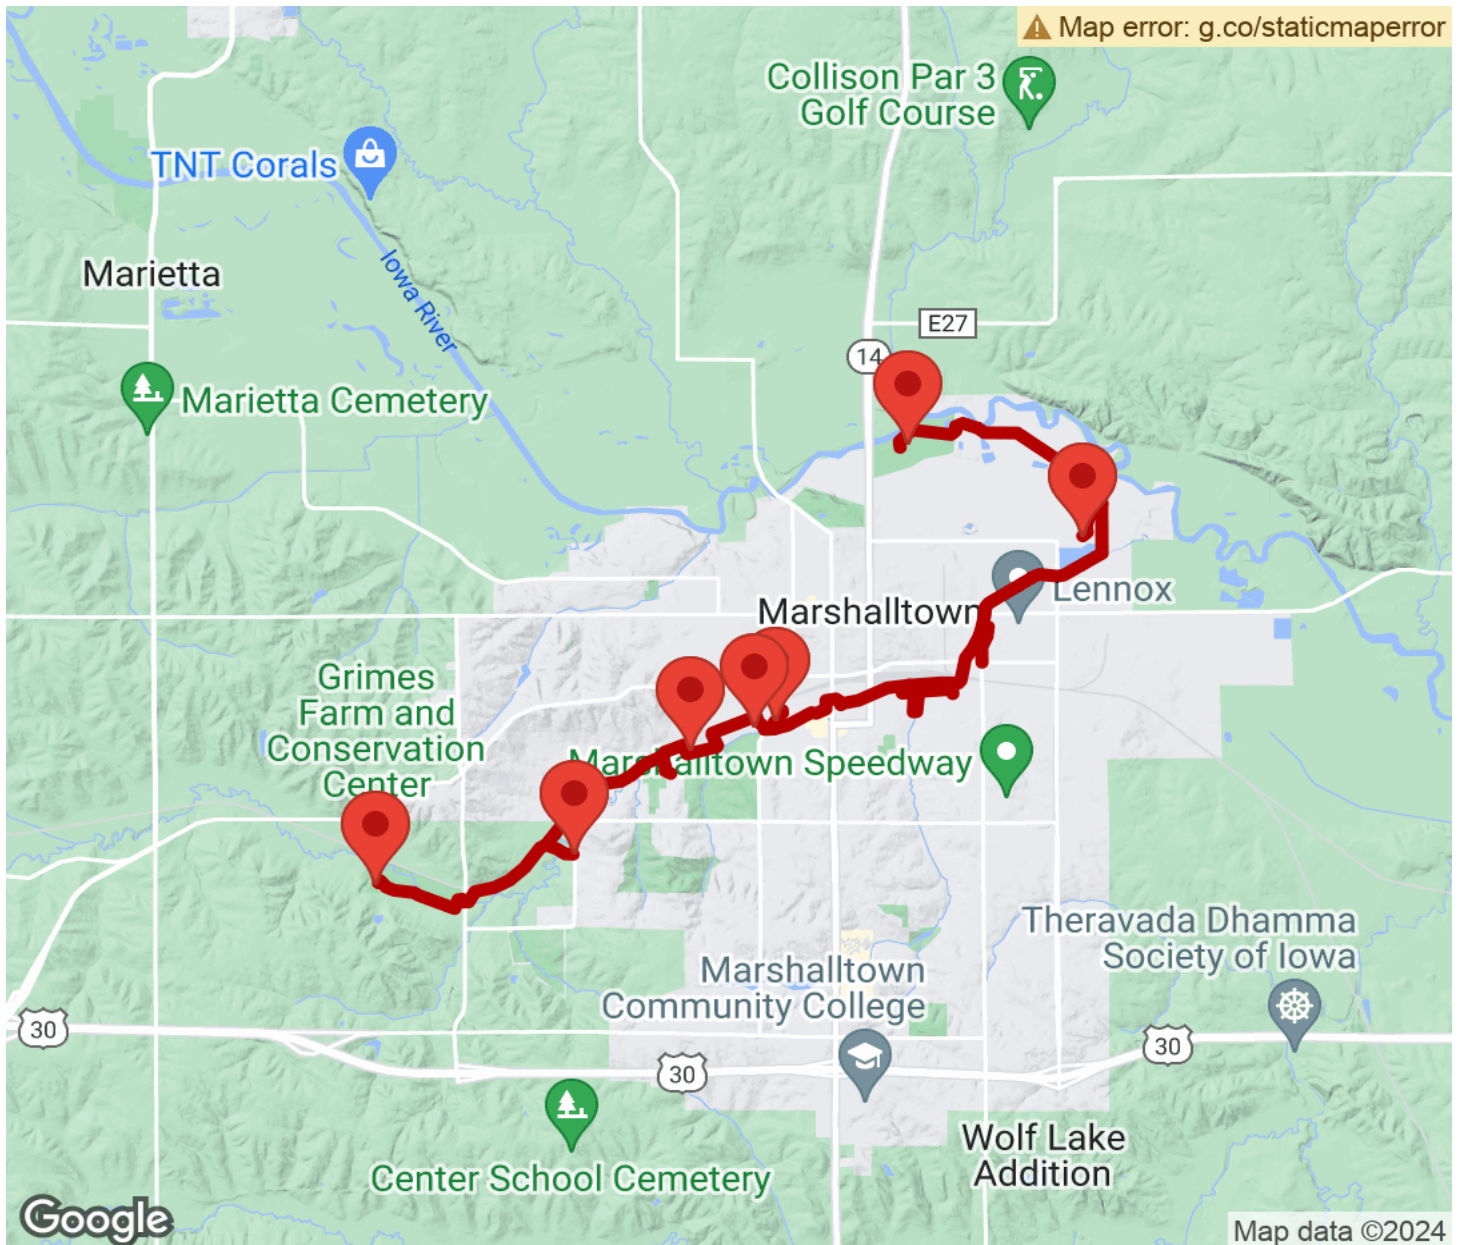 Map error: g.co/staticmaperror
Collison Par 3
Golf Course
TNT Corals
Marietta
Iowa River
E27
14
Marietta Cemetery
Lennox
Marshalltown
Grimes
Farm and
Conservation
Center
Marshalltown Speedway
Theravada Dhamma
Society of Iowa
Marshalltown
Community College
30
30
30
Wolf Lake
Addition
Center School Cemetery
Google
Map data ©2024